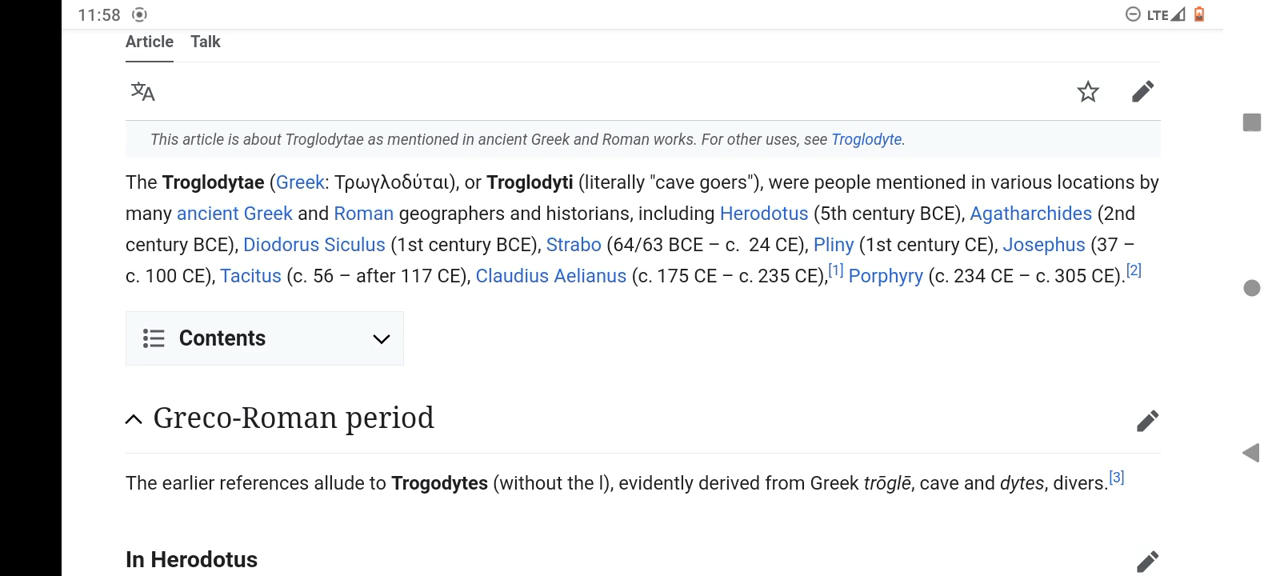 11:58
LTE
Article Talk
This article is about Troglodytae as mentioned in ancient Greek and Roman works. For other uses, see Troglodyte.
The Troglodytae (Greek: Τρωγλοδύται), or Troglodyti (literally "cave goers"), were people mentioned in various locations by
many ancient Greek and Roman geographers and historians, including Herodotus (5th century BCE), Agatharchides (2nd
century BCE), Diodorus Siculus (1st century BCE), Strabo (64/63 BCE – c. 24 CE), Pliny (1st century CE), Josephus (37 –
c. 100 CE), Tacitus (c. 56 – after 117 CE), Claudius Aelianus (c. 175 CE – c. 235 CE),[1] Porphyry (c. 234 CE – c. 305 CE).[2]
Contents
Greco-Roman period
The earlier references allude to Trogodytes (without the l), evidently derived from Greek trōglē, cave and dytes, divers.[3]
In Herodotus